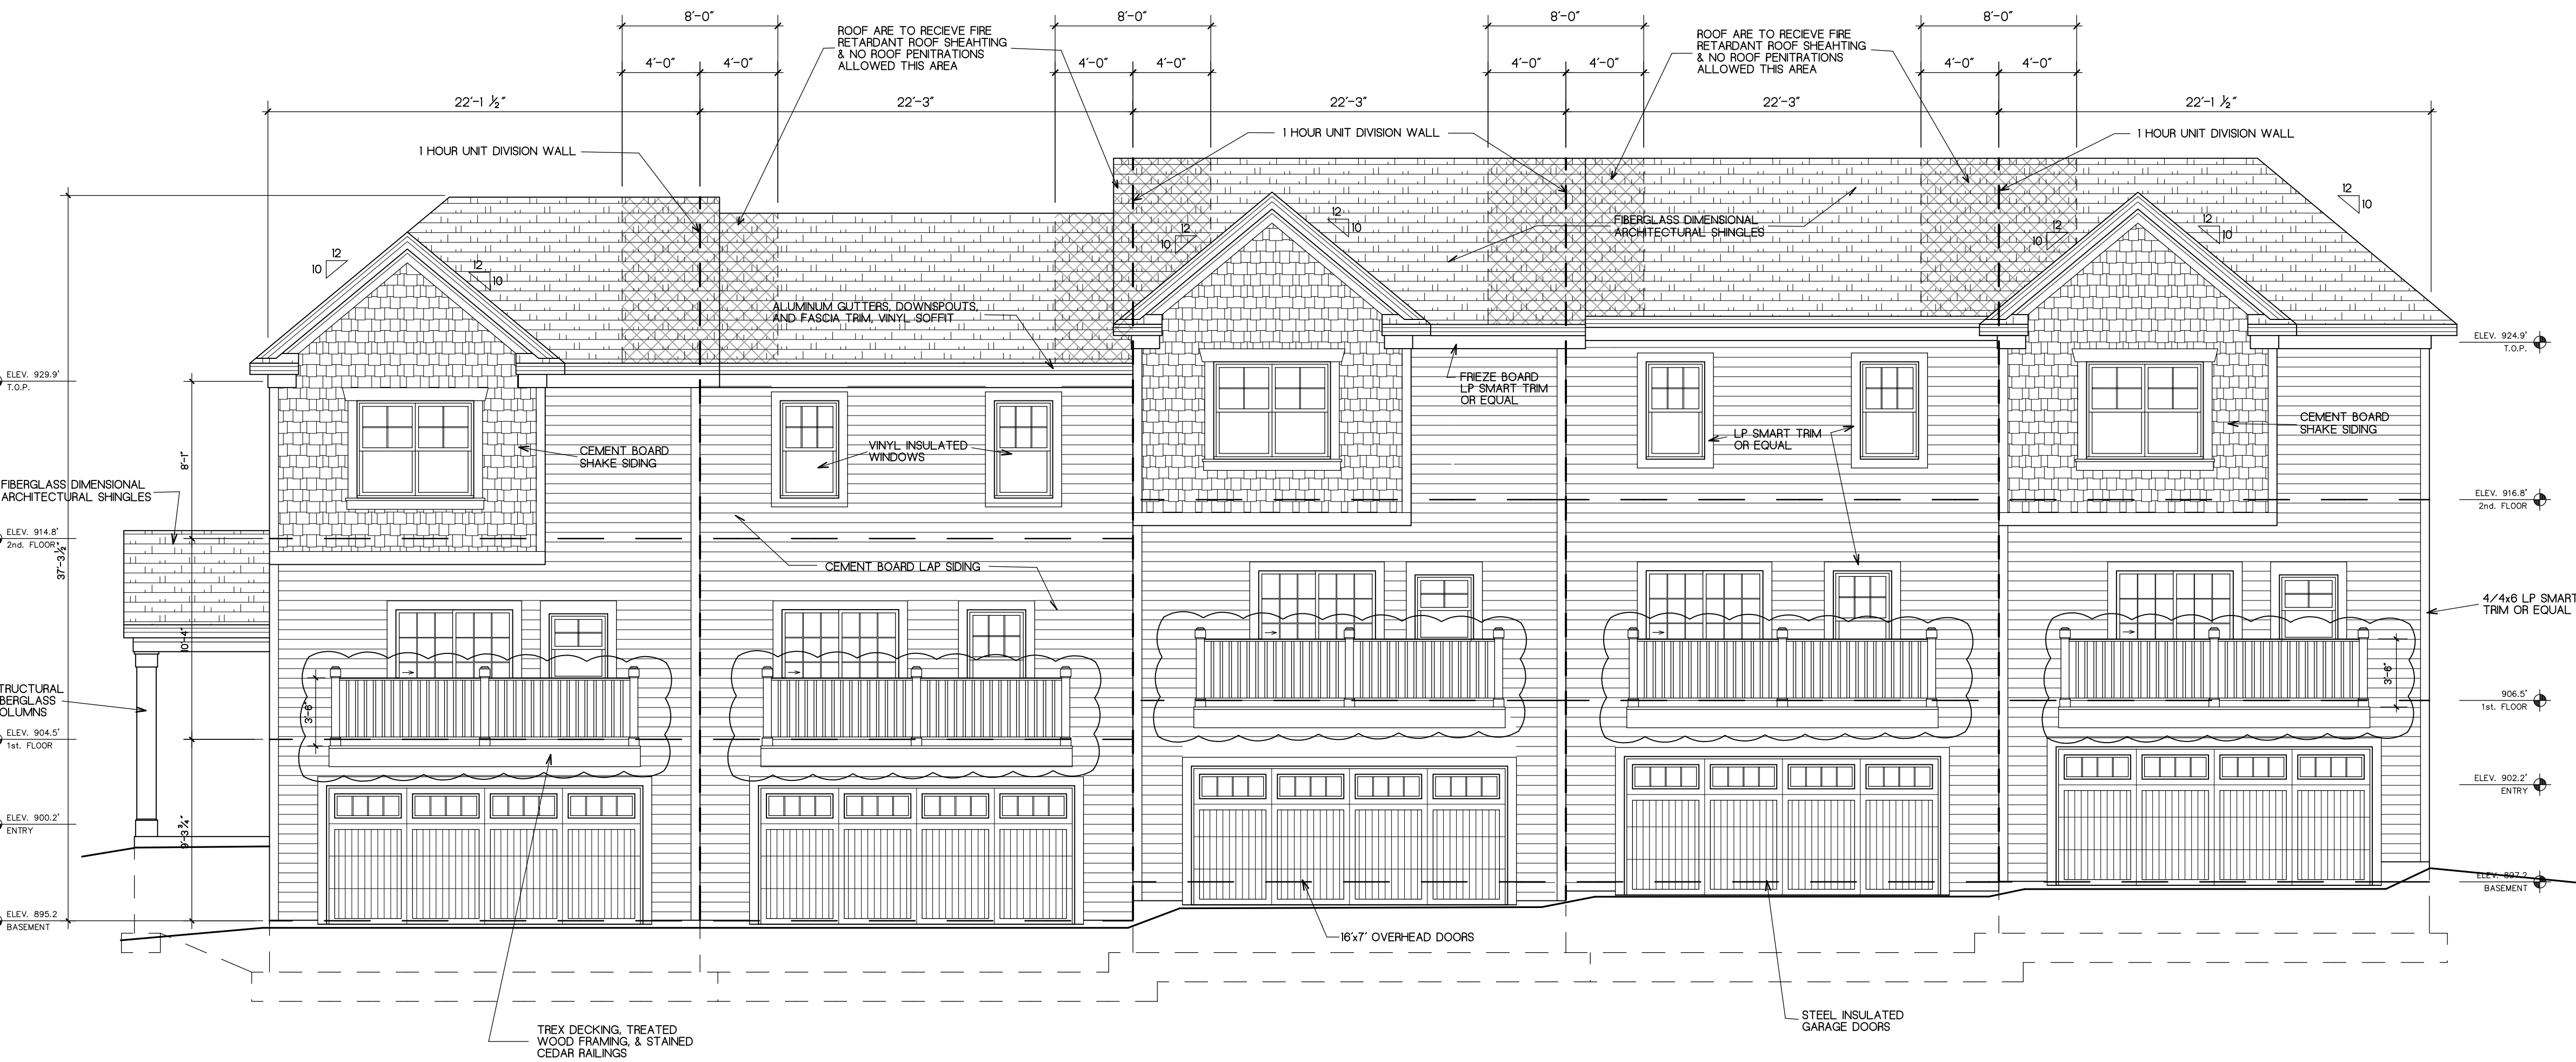 8'-0"
8'-0"
8'-0"
8'-0"
ROOF ARE TO RECIEVE FIRE
RETARDANT ROOF SHEAHTING
& NO ROOF PENITRATIONS
ALLOWED THIS AREA
ROOF ARE TO RECIEVE FIRE
RETARDANT ROOF SHEAHTING
& NO ROOF PENITRATIONS
ALLOWED THIS AREA
4'-0"
4'-0"
4'-0"
4'-0"
4'-0"
4'-0"
4'-0"
4'-0"
22'-1 ½"
22'-3"
22'-3"
22'-3"
22'-1 ½"
1 HOUR UNIT DIVISION WALL
1 HOUR UNIT DIVISION WALL
1 HOUR UNIT DIVISION WALL
12
10
12
10
12
10
12
10
12
10
12
10
12
10
FIBERGLASS DIMENSIONAL
ARCHITECTURAL SHINGLES
ALUMINUM GUTTERS, DOWNSPOUTS,
AND FASCIA TRIM, VINYL SOFFIT
ELEV. 924.9'
T.O.P.
ELEV. 929.9'
T.O.P.
FRIEZE BOARD
LP SMART TRIM
OR EQUAL
CEMENT BOARD
SHAKE SIDING
VINYL INSULATED
WINDOWS
LP SMART TRIM
OR EQUAL
CEMENT BOARD
SHAKE SIDING
8'-1"
FIBERGLASS DIMENSIONAL
ARCHITECTURAL SHINGLES
ELEV. 916.8'
2nd. FLOOR
ELEV. 914.8'
2nd. FLOOR
37'-3½"
CEMENT BOARD LAP SIDING
4/4x6 LP SMART
TRIM OR EQUAL
10'-4"
TRUCTURAL
BERGLASS
OLUMNS
3'-6"
3'-6"
906.5'
1st. FLOOR
ELEV. 904.5'
1st. FLOOR
ELEV. 902.2'
ENTRY
ELEV. 900.2'
ENTRY
9'-3¾"
ELEV. 897.2
BASEMENT
ELEV. 895.2
BASEMENT
16'x7' OVERHEAD DOORS
STEEL INSULATED
GARAGE DOORS
TREX DECKING, TREATED
WOOD FRAMING, & STAINED
CEDAR RAILINGS